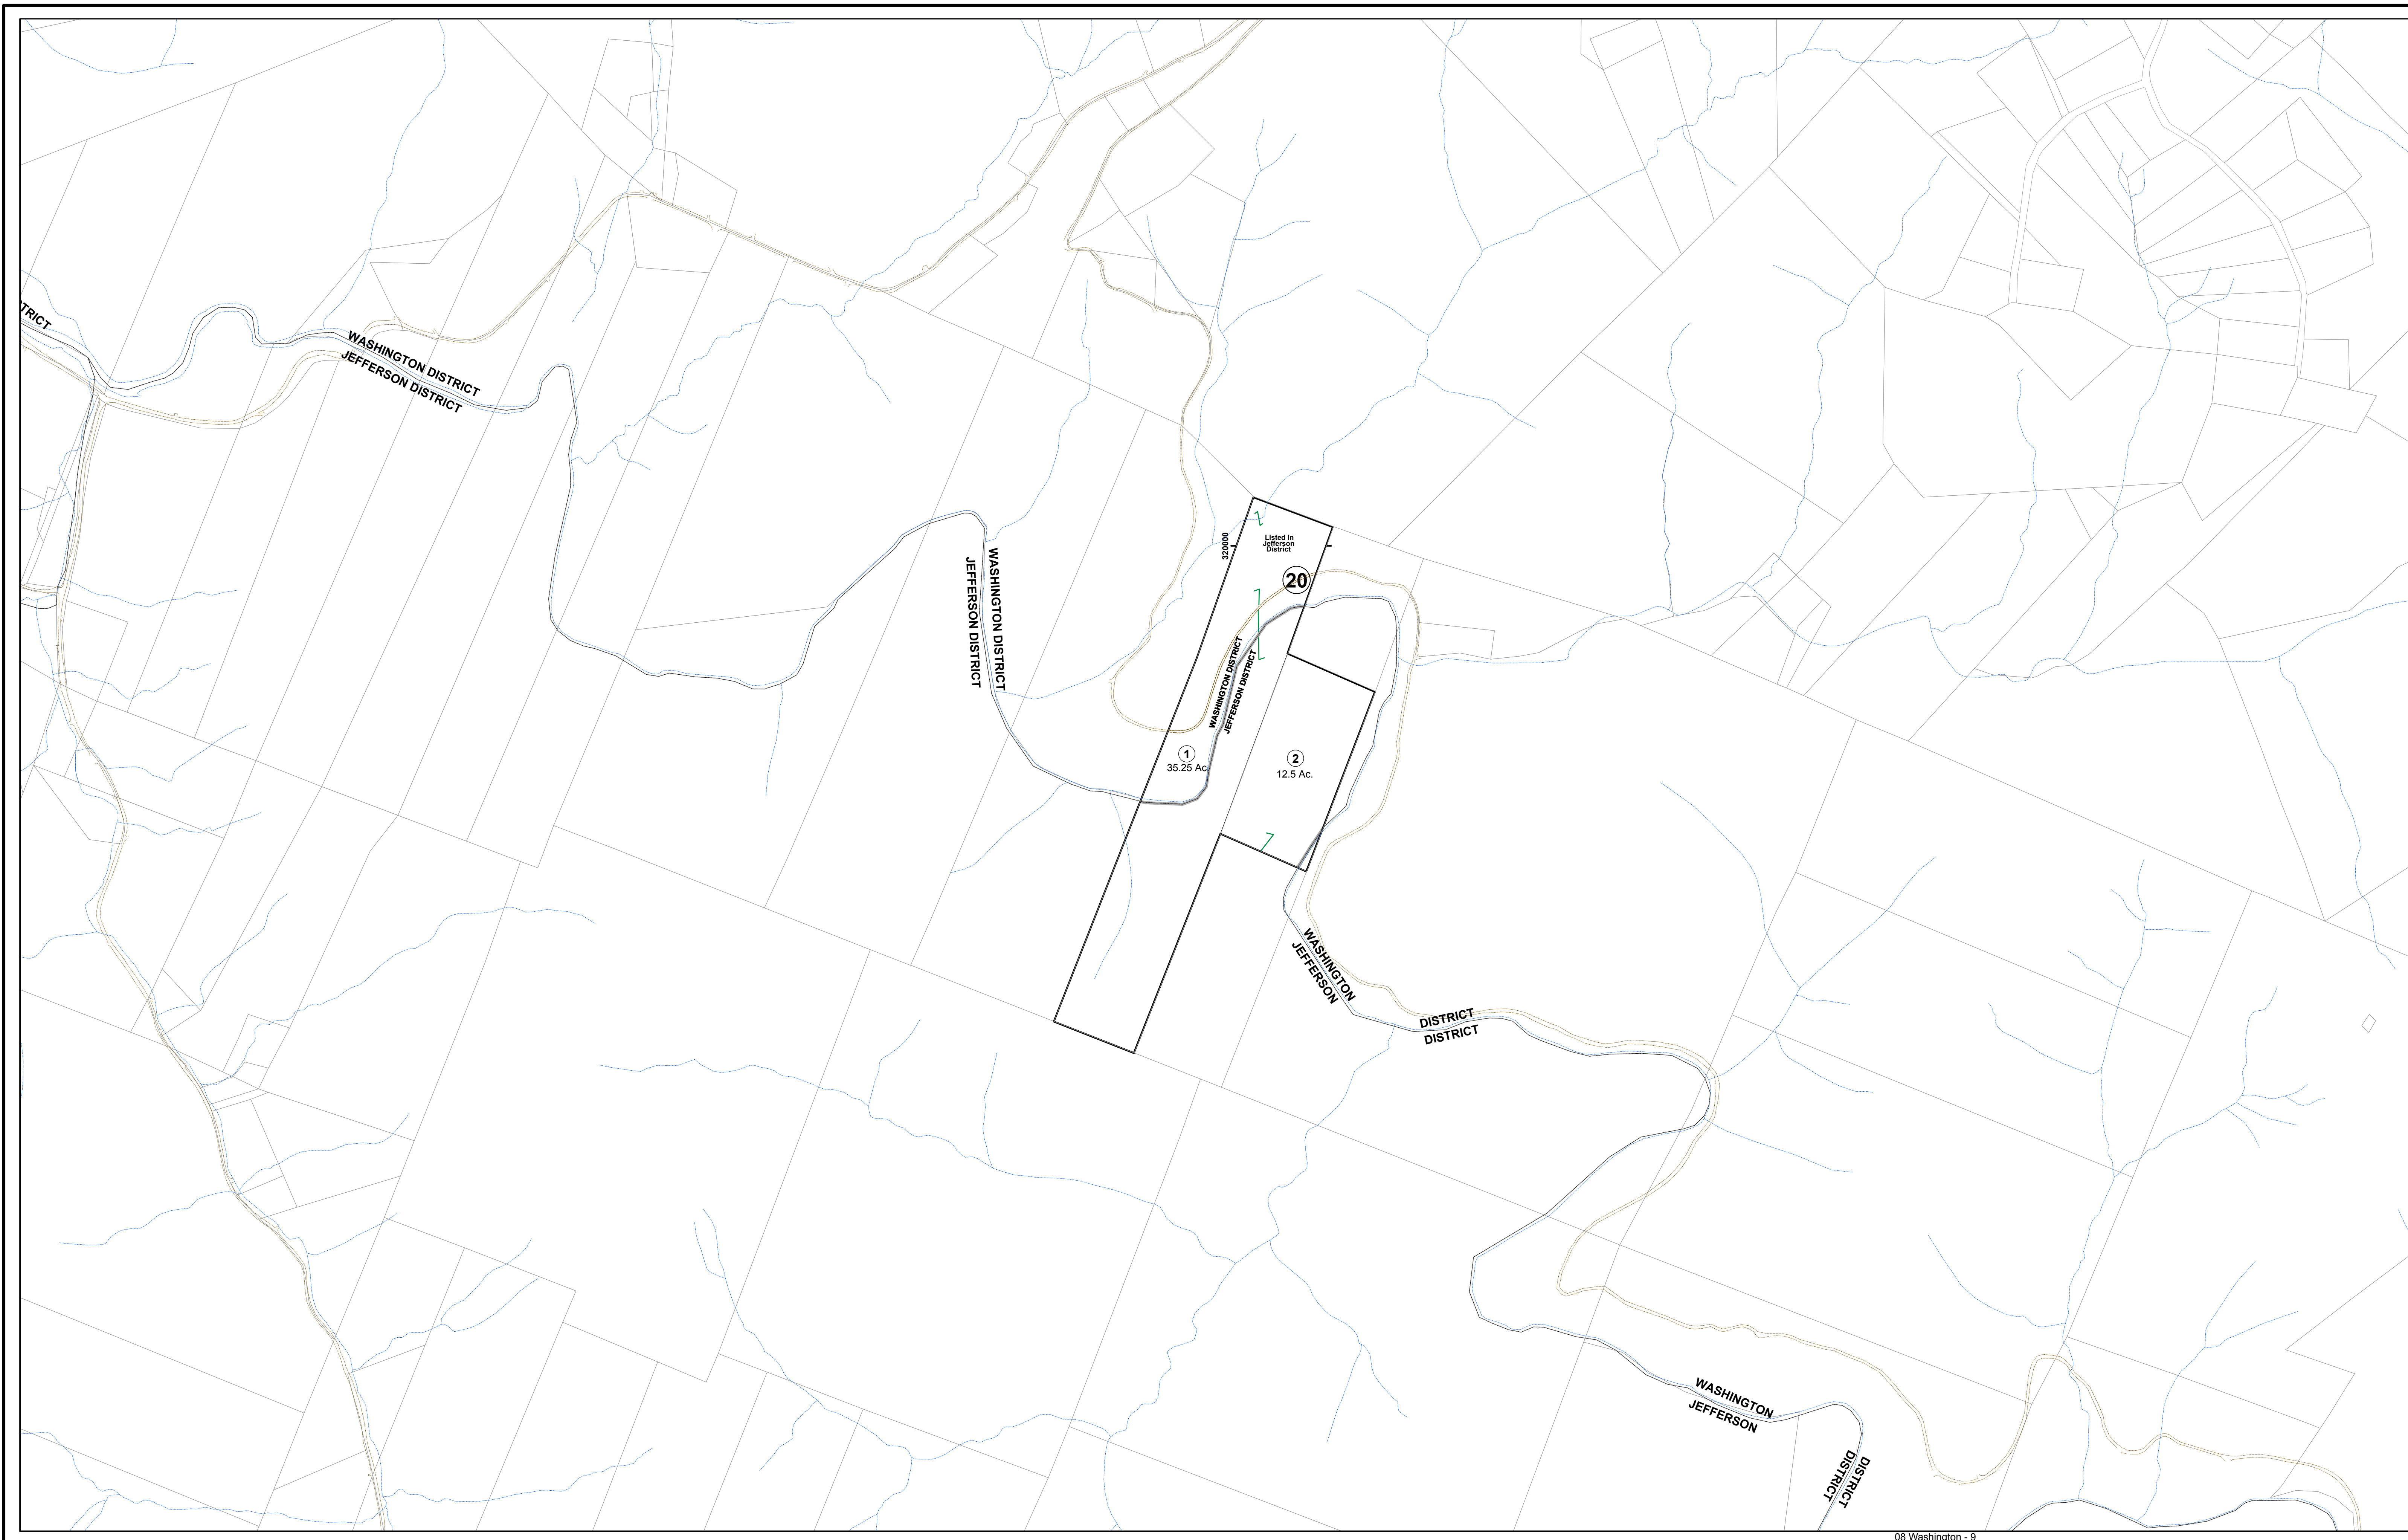 TRICT
WASHINGTON DISTRICT
JEFFERSON DISTRICT
320000
Listed in
Jefferson
District
20
WASHINGTON DISTRICT
JEFFERSON DISTRICT
WASHINGTON DISTRICT
JEFFERSON DISTRICT
1
35.25 Ac.
2
12.5 Ac.
WASHINGTON
JEFFERSON
DISTRICT
DISTRICT
WASHINGTON
JEFFERSON
DISTRICT
DISTRICT
08 Washington - 9